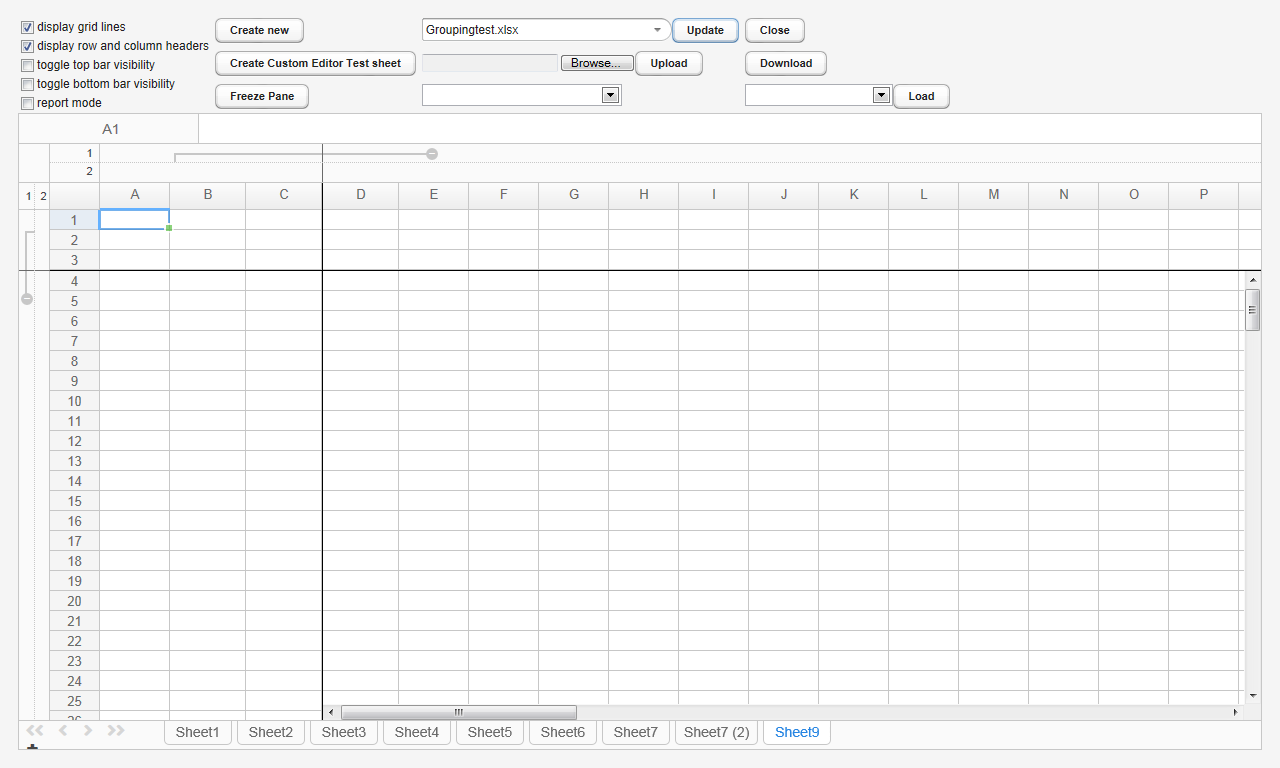 display grid lines
display row and column headers
toggle top bar visibility
toggle bottom bar visibility
report mode
Create new
Create Custom Editor Test sheet
Freeze Pane
Groupingtest.xlsx
Update
Close
Browse...
Upload
Download
Load
A1
1
2
1 2
A B C D E F G H I J K L M N O P
1
2
3
4
5
6
7
8
9
10
11
12
13
14
15
16
17
18
19
20
21
22
23
24
25
26
Sheet1 Sheet2 Sheet3 Sheet4 Sheet5 Sheet6 Sheet7 Sheet7 (2) Sheet9